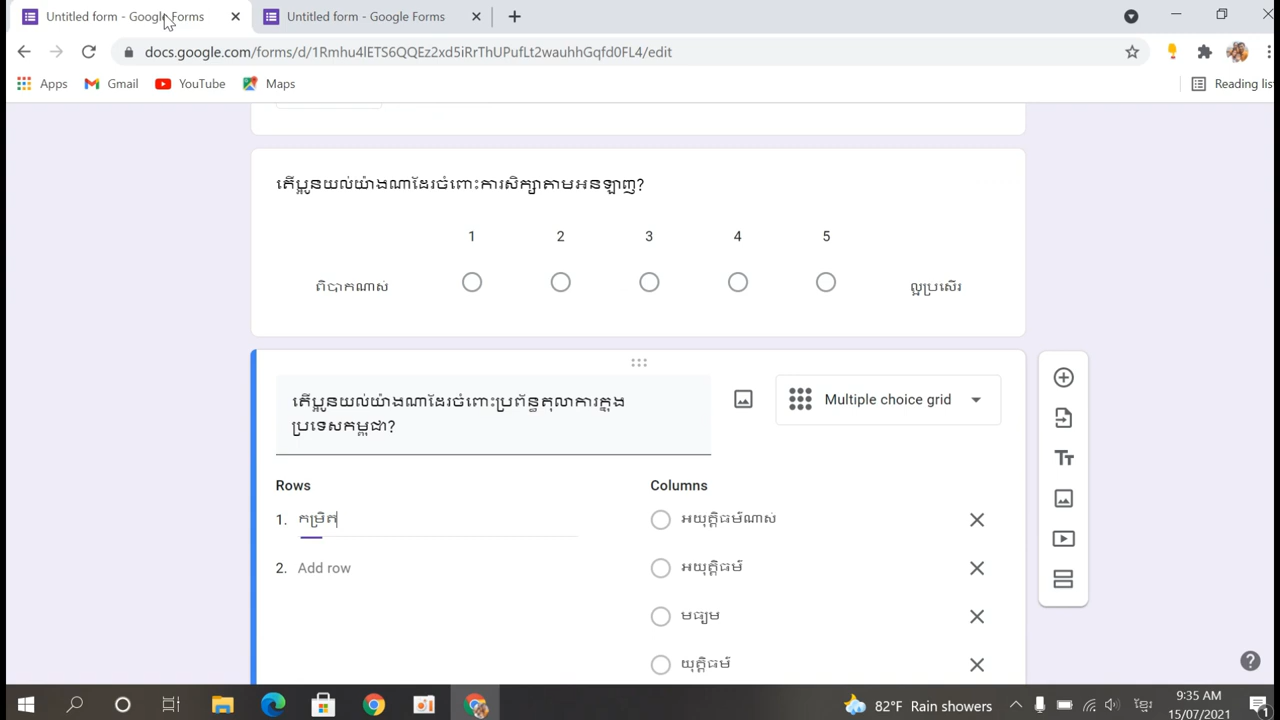 Untitled form - Google Forms
Untitled form - Google Forms
docs.google.com/forms/d/1Rmhu4lETS6QQEz2xd5iRrThUPufLt2wauhhGqfd0FL4/edit
Apps
Gmail
YouTube
Maps
Reading lis
តើប្អូនយល់យ៉ាងណាដែរចំពោះការសិក្សាតាមអនឡាញ?
1 2 3 4 5
ពិបាកណាស់
ល្អប្រសើរ
តើប្អូនយល់យ៉ាងណាដែរចំពោះប្រព័ន្ធតុលាការក្នុង
ប្រទេសកម្ពុជា?
Multiple choice grid
Rows
Columns
1. កម្រិត
អយុត្តិធម៌ណាស់
2. Add row
អយុត្តិធម៌
មធ្យម
យុត្តិធម៌
82°F Rain showers
9:35 AM
15/07/2021